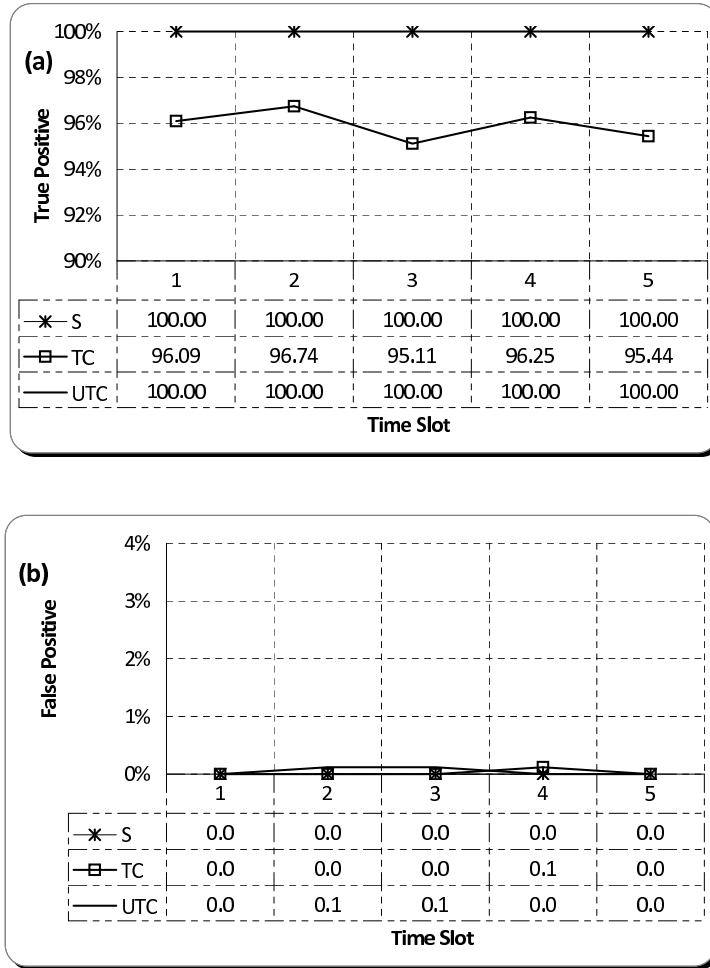 100%
(a)
98%
96%
94%
92%
90%
True Positive
1 2 3 4 5
S 100.00 100.00 100.00 100.00 100.00
TC 96.09 96.74 95.11 96.25 95.44
UTC 100.00 100.00 100.00 100.00 100.00
Time Slot
4%
(b)
3%
2%
1%
0%
False Positive
1 2 3 4 5
S 0.0 0.0 0.0 0.0 0.0
TC 0.0 0.0 0.0 0.1 0.0
UTC 0.0 0.1 0.1 0.0 0.0
Time Slot